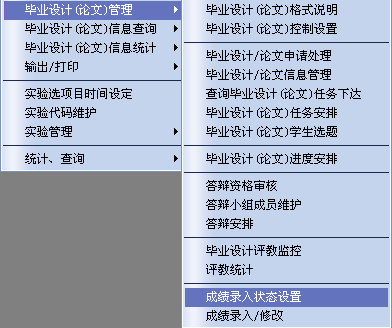 毕业设计(论文)管理
毕业设计(论文)信息查询
毕业设计(论文)信息统计
输出/打印
实验选项目时间设定
实验代码维护
实验管理
统计、查询
毕业设计(论文)格式说明
毕业设计(论文)控制设置
毕业设计/论文申请处理
毕业设计/论文信息管理
查询毕业设计(论文)任务下达
毕业设计(论文)任务安排
毕业设计(论文)学生选题
毕业设计(论文)进度安排
答辩资格审核
答辩小组成员维护
答辩安排
毕业设计评教监控
评教统计
成绩录入状态设置
成绩录入/修改